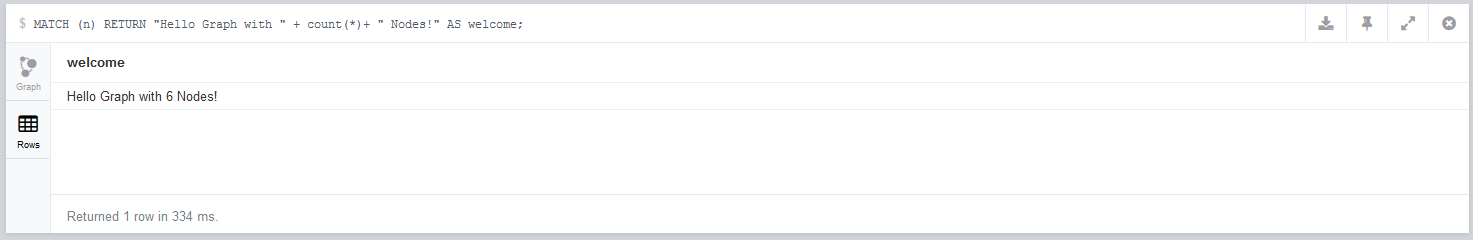 $ MATCH (n) RETURN "Hello Graph with " + count(*)+ " Nodes!" AS welcome;
Graph
Rows
welcome
Hello Graph with 6 Nodes!
Returned 1 row in 334 ms.